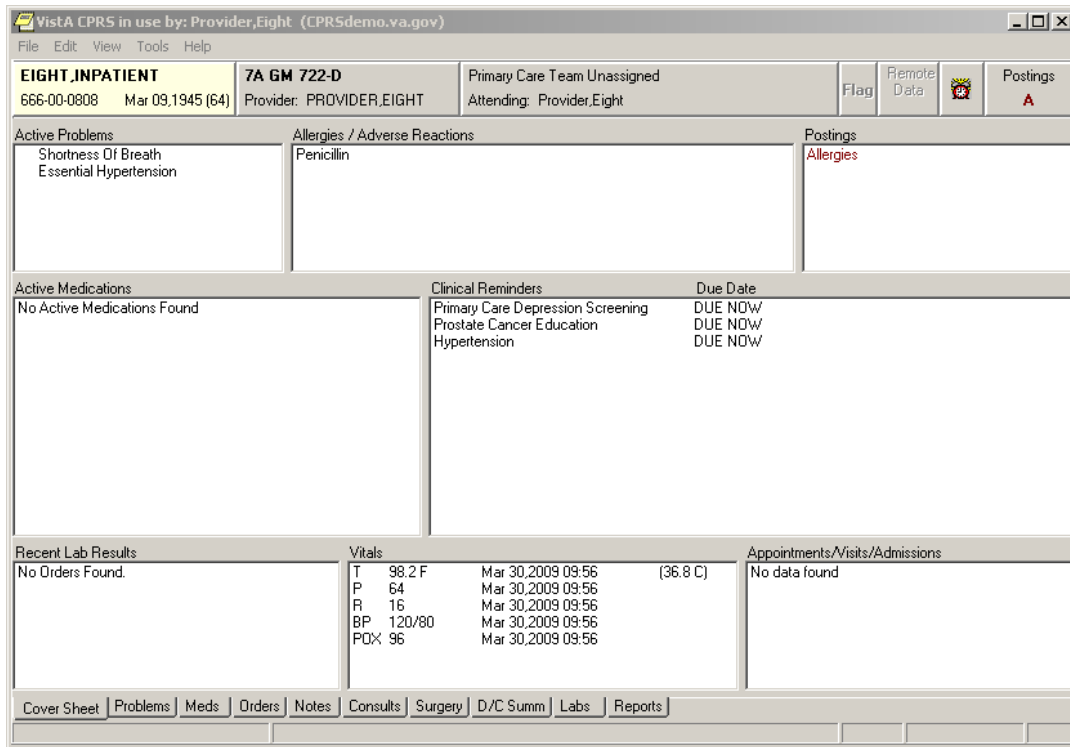 VistA CPRS in use by: Provider,Eight (CPRSdemo.va.gov)
File Edit View Tools Help
EIGHT,INPATIENT
666-00-0808 Mar 09,1945 (64)
7A GM 722-D
Provider: PROVIDER,EIGHT
Primary Care Team Unassigned
Attending: Provider,Eight
Flag
Remote
Data
Postings
A
Active Problems
Shortness Of Breath
Essential Hypertension
Allergies / Adverse Reactions
Penicillin
Postings
Allergies
Active Medications
No Active Medications Found
Clinical Reminders Due Date
Primary Care Depression Screening DUE NOW
Prostate Cancer Education DUE NOW
Hypertension DUE NOW
Recent Lab Results
No Orders Found.
Vitals
T 98.2 F Mar 30,2009 09:56 (36.8 C)
P 64 Mar 30,2009 09:56
R 16 Mar 30,2009 09:56
BP 120/80 Mar 30,2009 09:56
POX 96 Mar 30,2009 09:56
Appointments/Visits/Admissions
No data found
Cover Sheet Problems Meds Orders Notes Consults Surgery D/C Summ Labs Reports